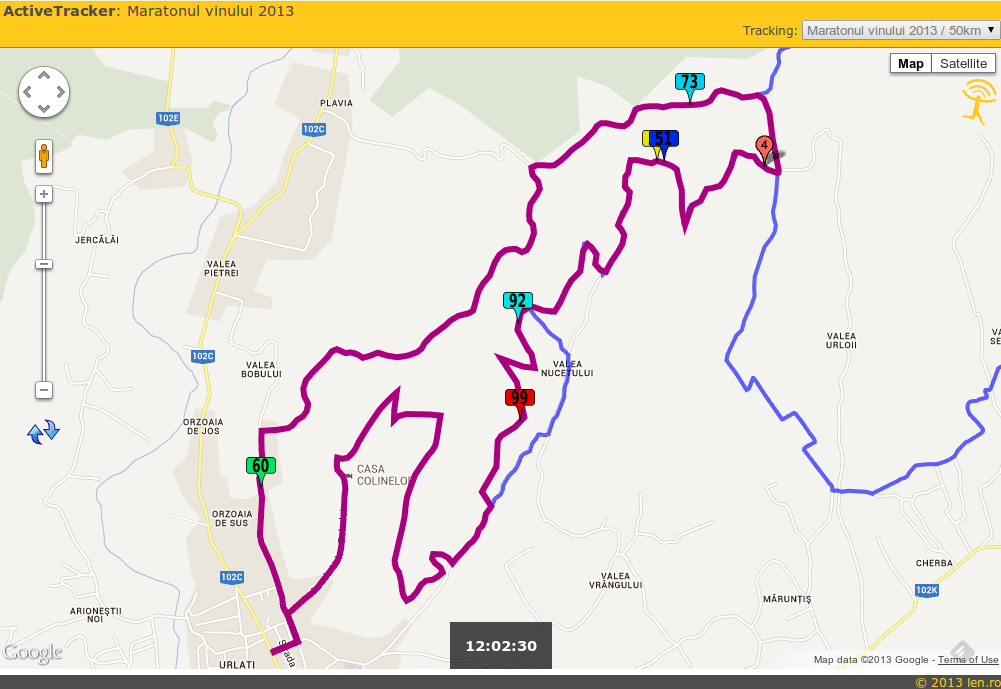 ActiveTracker: Maratonul vinului 2013
Tracking: Maratonul vinului 2013 / 50km
Map Satellite
PLAVIA
102E
102C
73
51
4
JERCĂLĂI
VALEA
PIETREI
92
102C
VALEA
BOBULUI
VALEA
NUCETULUI
VALEA
URLOII
VA
SE
99
ORZOAIA
DE JOS
60
CASA
COLINELOR
ORZOAIA
DE SUS
102C
VALEA
VRÂNGULUI
CHERBA
102K
MĂRUNȚIȘ
ARIONEȘTII
NOI
12:02:30
Google
URLATI
Map data ©2013 Google - Terms of Use
© 2013 len.ro